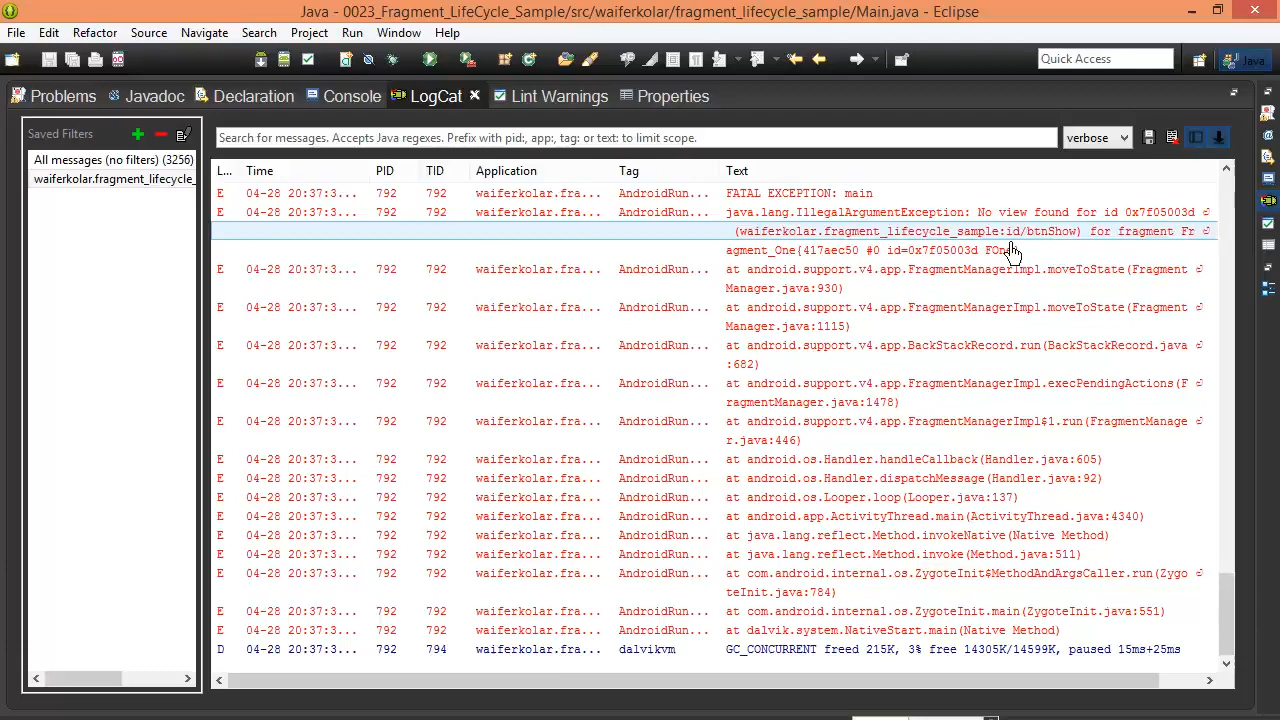 Java - 0023_Fragment_LifeCycle_Sample/src/waiferkolar/fragment_lifecycle_sample/Main.java - Eclipse
File Edit Refactor Source Navigate Search Project Run Window Help
Quick Access
Java
Problems Javadoc Declaration Console LogCat Lint Warnings Properties
Saved Filters
All messages (no filters) (3256)
waiferkolar.fragment_lifecycle_
Search for messages. Accepts Java regexes. Prefix with pid:, app:, tag: or text: to limit scope.
verbose
L... Time PID TID Application Tag Text
E 04-28 20:37:3... 792 792 waiferkolar.fra... AndroidRun... FATAL EXCEPTION: main
E 04-28 20:37:3... 792 792 waiferkolar.fra... AndroidRun... java.lang.IllegalArgumentException: No view found for id 0x7f05003d
(waiferkolar.fragment_lifecycle_sample:id/btnShow) for fragment Fr
agment_One{417aec50 #0 id=0x7f05003d FOne}
E 04-28 20:37:3... 792 792 waiferkolar.fra... AndroidRun... at android.support.v4.app.FragmentManagerImpl.moveToState(Fragment
Manager.java:930)
E 04-28 20:37:3... 792 792 waiferkolar.fra... AndroidRun... at android.support.v4.app.FragmentManagerImpl.moveToState(Fragment
Manager.java:1115)
E 04-28 20:37:3... 792 792 waiferkolar.fra... AndroidRun... at android.support.v4.app.BackStackRecord.run(BackStackRecord.java
:682)
E 04-28 20:37:3... 792 792 waiferkolar.fra... AndroidRun... at android.support.v4.app.FragmentManagerImpl.execPendingActions(F
ragmentManager.java:1478)
E 04-28 20:37:3... 792 792 waiferkolar.fra... AndroidRun... at android.support.v4.app.FragmentManagerImpl$1.run(FragmentManage
r.java:446)
E 04-28 20:37:3... 792 792 waiferkolar.fra... AndroidRun... at android.os.Handler.handleCallback(Handler.java:605)
E 04-28 20:37:3... 792 792 waiferkolar.fra... AndroidRun... at android.os.Handler.dispatchMessage(Handler.java:92)
E 04-28 20:37:3... 792 792 waiferkolar.fra... AndroidRun... at android.os.Looper.loop(Looper.java:137)
E 04-28 20:37:3... 792 792 waiferkolar.fra... AndroidRun... at android.app.ActivityThread.main(ActivityThread.java:4340)
E 04-28 20:37:3... 792 792 waiferkolar.fra... AndroidRun... at java.lang.reflect.Method.invokeNative(Native Method)
E 04-28 20:37:3... 792 792 waiferkolar.fra... AndroidRun... at java.lang.reflect.Method.invoke(Method.java:511)
E 04-28 20:37:3... 792 792 waiferkolar.fra... AndroidRun... at com.android.internal.os.ZygoteInit$MethodAndArgsCaller.run(Zygo
teInit.java:784)
E 04-28 20:37:3... 792 792 waiferkolar.fra... AndroidRun... at com.android.internal.os.ZygoteInit.main(ZygoteInit.java:551)
E 04-28 20:37:3... 792 792 waiferkolar.fra... AndroidRun... at dalvik.system.NativeStart.main(Native Method)
D 04-28 20:37:3... 792 794 waiferkolar.fra... dalvikvm GC_CONCURRENT freed 215K, 3% free 14305K/14599K, paused 15ms+25ms